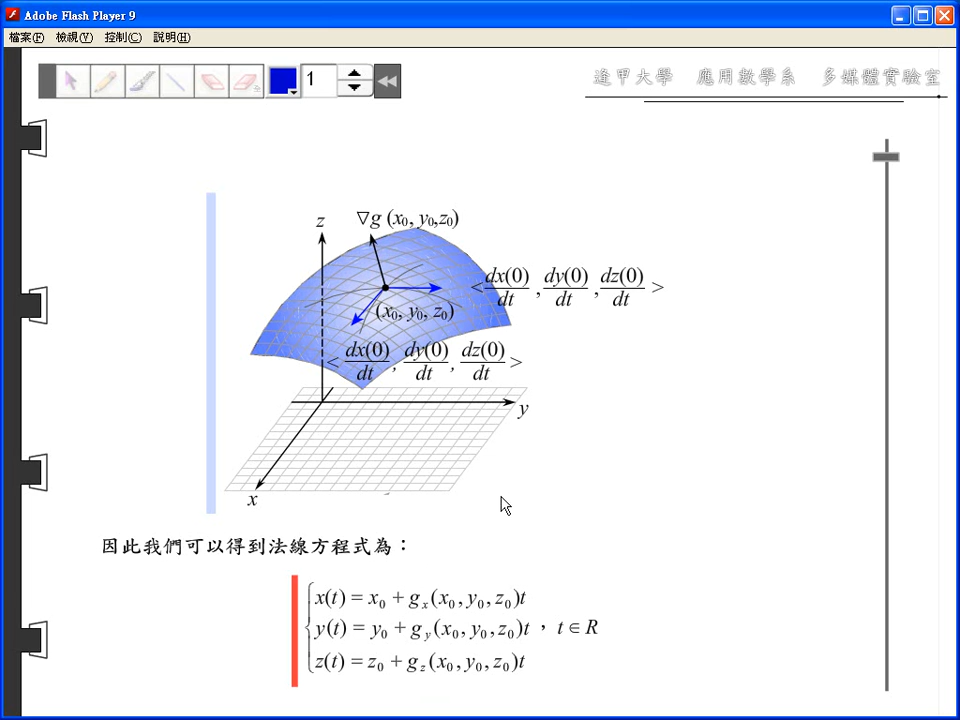 Adobe Flash Player 9
檔案(F) 檢視(V) 控制(C) 說明(H)
1
逢甲大學 應用數學系 多媒體實驗室
z
∇g (x₀, y₀,z₀)
< dx(0)/dt , dy(0)/dt , dz(0)/dt >
(x₀, y₀, z₀)
< dx(0)/dt , dy(0)/dt , dz(0)/dt >
y
x
因此我們可以得到法線方程式為：
x(t) = x₀ + gₓ(x₀, y₀, z₀)t
y(t) = y₀ + g_y(x₀, y₀, z₀)t , t ∈ R
z(t) = z₀ + g_z(x₀, y₀, z₀)t